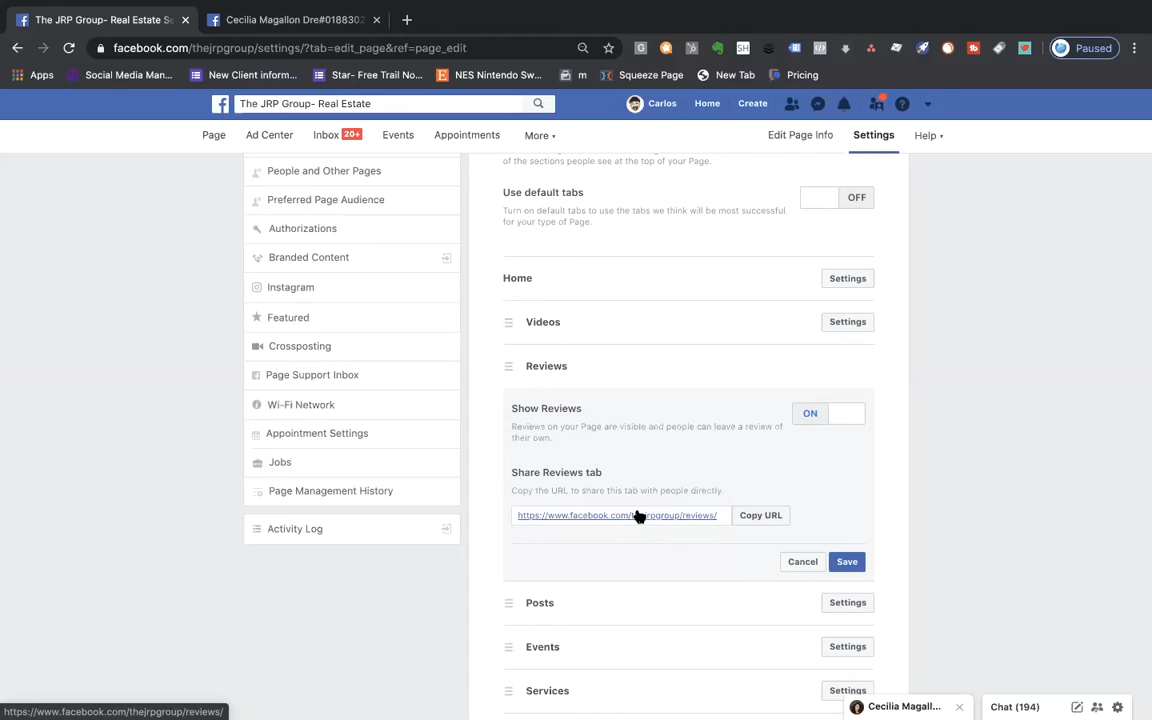 The JRP Group- Real Estate Se
Cecilia Magallon Dre#0188302
facebook.com/thejrpgroup/settings/?tab=edit_page&ref=page_edit
Paused
Apps
Social Media Man...
New Client inform...
Star- Free Trail No...
NES Nintendo Sw...
m
Squeeze Page
New Tab
Pricing
The JRP Group- Real Estate
Carlos
Home
Create
Page
Ad Center
Inbox 20+
Events
Appointments
More
Edit Page Info
Settings
Help
People and Other Pages
Preferred Page Audience
Authorizations
Branded Content
Instagram
Featured
Crossposting
Page Support Inbox
Wi-Fi Network
Appointment Settings
Jobs
Page Management History
Activity Log
of the sections people see at the top of your Page.
Use default tabs
OFF
Turn on default tabs to use the tabs we think will be most successful
for your type of Page.
Home
Settings
Videos
Settings
Reviews
Show Reviews
ON
Reviews on your Page are visible and people can leave a review of
their own.
Share Reviews tab
Copy the URL to share this tab with people directly.
https://www.facebook.com/thejrpgroup/reviews/
Copy URL
Cancel
Save
Posts
Settings
Events
Settings
Services
Settings
https://www.facebook.com/thejrpgroup/reviews/
Cecilia Magall...
Chat (194)